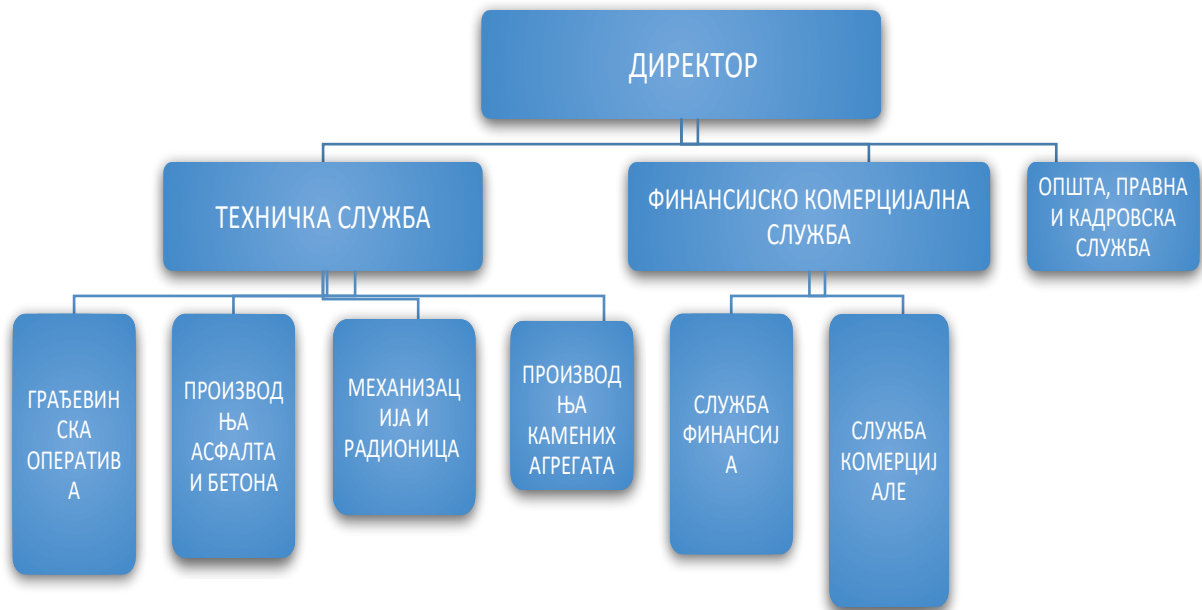 ДИРЕКТОР
ТЕХНИЧКА СЛУЖБА
ФИНАНСИЈСКО КОМЕРЦИЈАЛНА
СЛУЖБА
ОПШТА, ПРАВНА
И КАДРОВСКА
СЛУЖБА
ГРАЂЕВИН
СКА
ОПЕРАТИВ
А
ПРОИЗВОД
ЊА
АСФАЛТА
И БЕТОНА
МЕХАНИЗАЦ
ИЈА И
РАДИОНИЦА
ПРОИЗВОД
ЊА
КАМЕНИХ
АГРЕГАТА
СЛУЖБА
ФИНАНСИЈ
А
СЛУЖБА
КОМЕРЦИЈ
АЛЕ